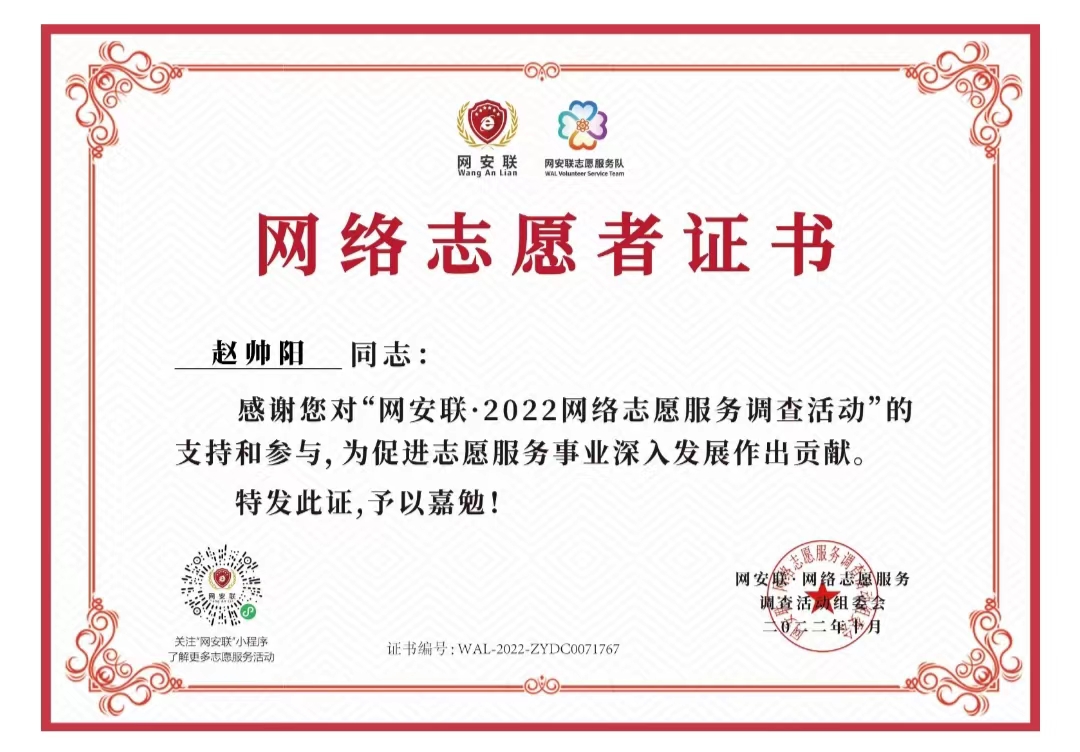 网安联
Wang An Lian
网安联志愿服务队
WAL Volunteer Service Team
网络志愿者证书
赵帅阳 同志：
感谢您对“网安联·2022网络志愿服务调查活动”的
支持和参与，为促进志愿服务事业深入发展作出贡献。
特发此证，予以嘉勉！
网安联
关注“网安联”小程序
了解更多志愿服务活动
证书编号：WAL-2022-ZYDC0071767
网安联·网络志愿服务
调查活动组委会
二〇二二年十月